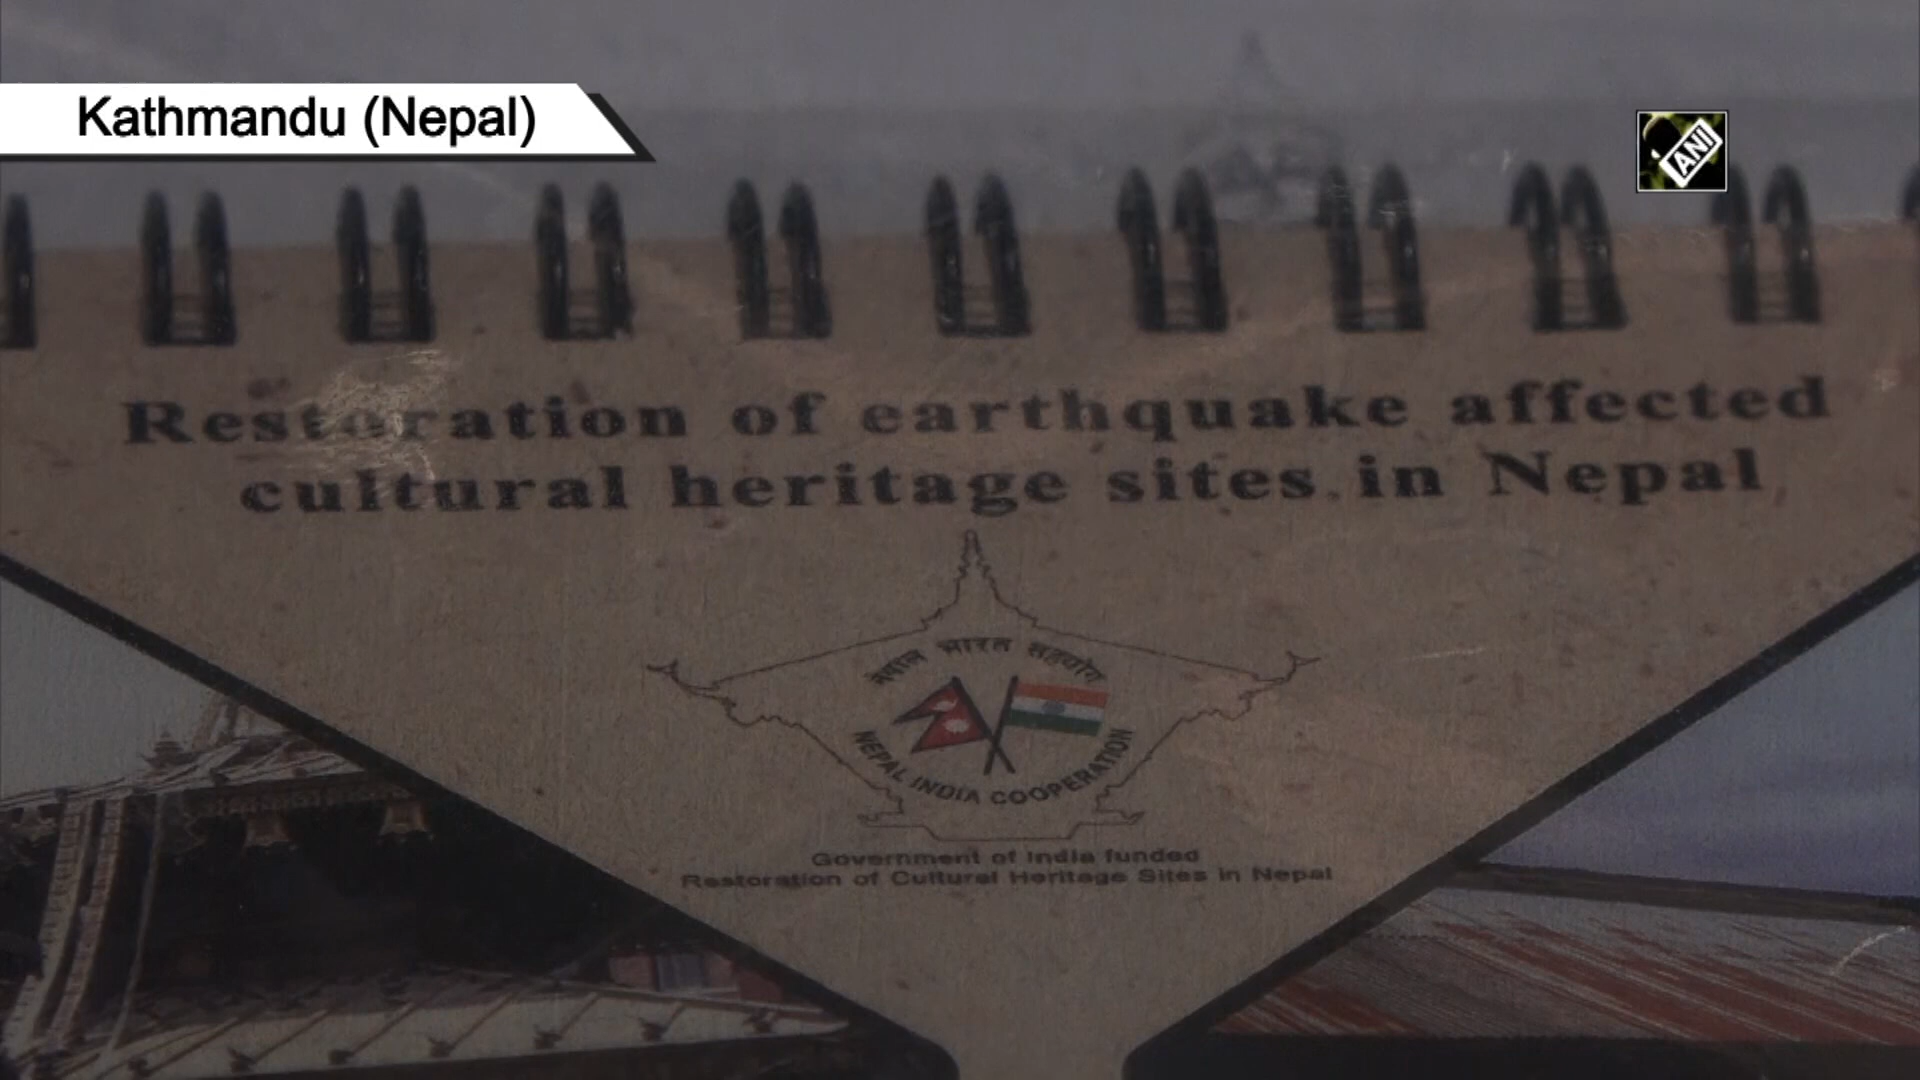 Kathmandu (Nepal)
ANI
Restoration of earthquake affected
cultural heritage sites in Nepal
नेपाल भारत सहयोग
NEPAL INDIA COOPERATION
Government of India funded
Restoration of Cultural Heritage Sites in Nepal